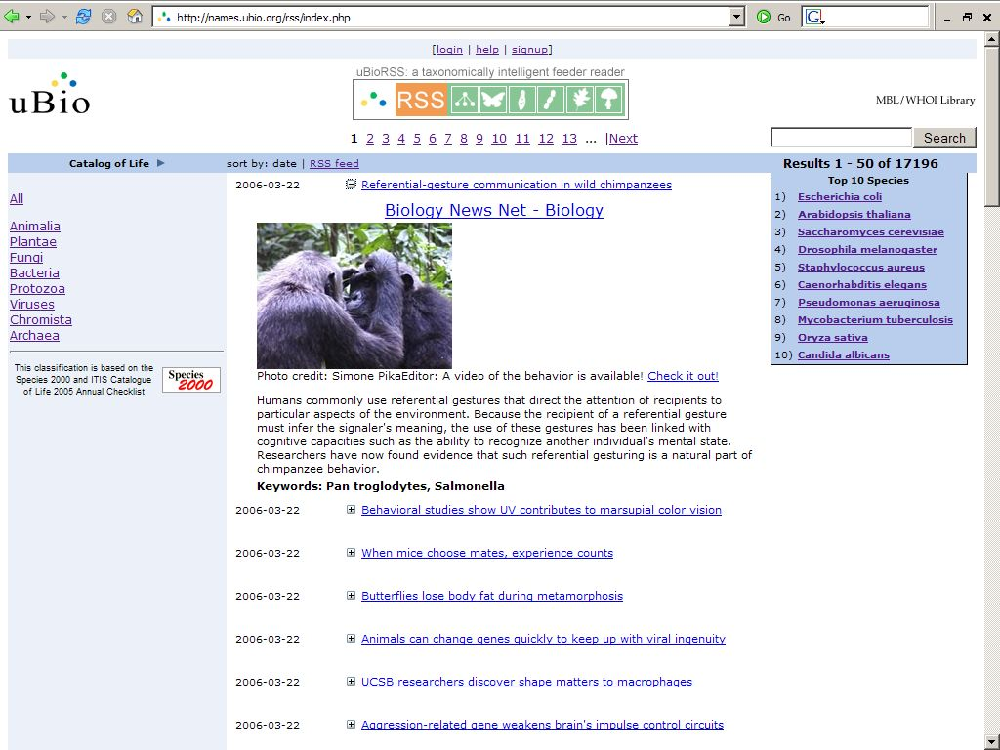 http://names.ubio.org/rss/index.php
Go
G
[login | help | signup]
uBioRSS: a taxonomically intelligent feeder reader
uBio
RSS
MBL/WHOI Library
1 2 3 4 5 6 7 8 9 10 11 12 13 ... |Next
Search
Catalog of Life
sort by: date | RSS feed
Results 1 - 50 of 17196
All
Animalia
Plantae
Fungi
Bacteria
Protozoa
Viruses
Chromista
Archaea
This classification is based on the
Species 2000 and ITIS Catalogue
of Life 2005 Annual Checklist
Species
2000
2006-03-22 Referential-gesture communication in wild chimpanzees
Biology News Net - Biology
Photo credit: Simone PikaEditor: A video of the behavior is available! Check it out!
Humans commonly use referential gestures that direct the attention of recipients to
particular aspects of the environment. Because the recipient of a referential gesture
must infer the signaler's meaning, the use of these gestures has been linked with
cognitive capacities such as the ability to recognize another individual's mental state.
Researchers have now found evidence that such referential gesturing is a natural part of
chimpanzee behavior.
Keywords: Pan troglodytes, Salmonella
2006-03-22 Behavioral studies show UV contributes to marsupial color vision
2006-03-22 When mice choose mates, experience counts
2006-03-22 Butterflies lose body fat during metamorphosis
2006-03-22 Animals can change genes quickly to keep up with viral ingenuity
2006-03-22 UCSB researchers discover shape matters to macrophages
2006-03-22 Aggression-related gene weakens brain's impulse control circuits
Top 10 Species
1) Escherichia coli
2) Arabidopsis thaliana
3) Saccharomyces cerevisiae
4) Drosophila melanogaster
5) Staphylococcus aureus
6) Caenorhabditis elegans
7) Pseudomonas aeruginosa
8) Mycobacterium tuberculosis
9) Oryza sativa
10) Candida albicans